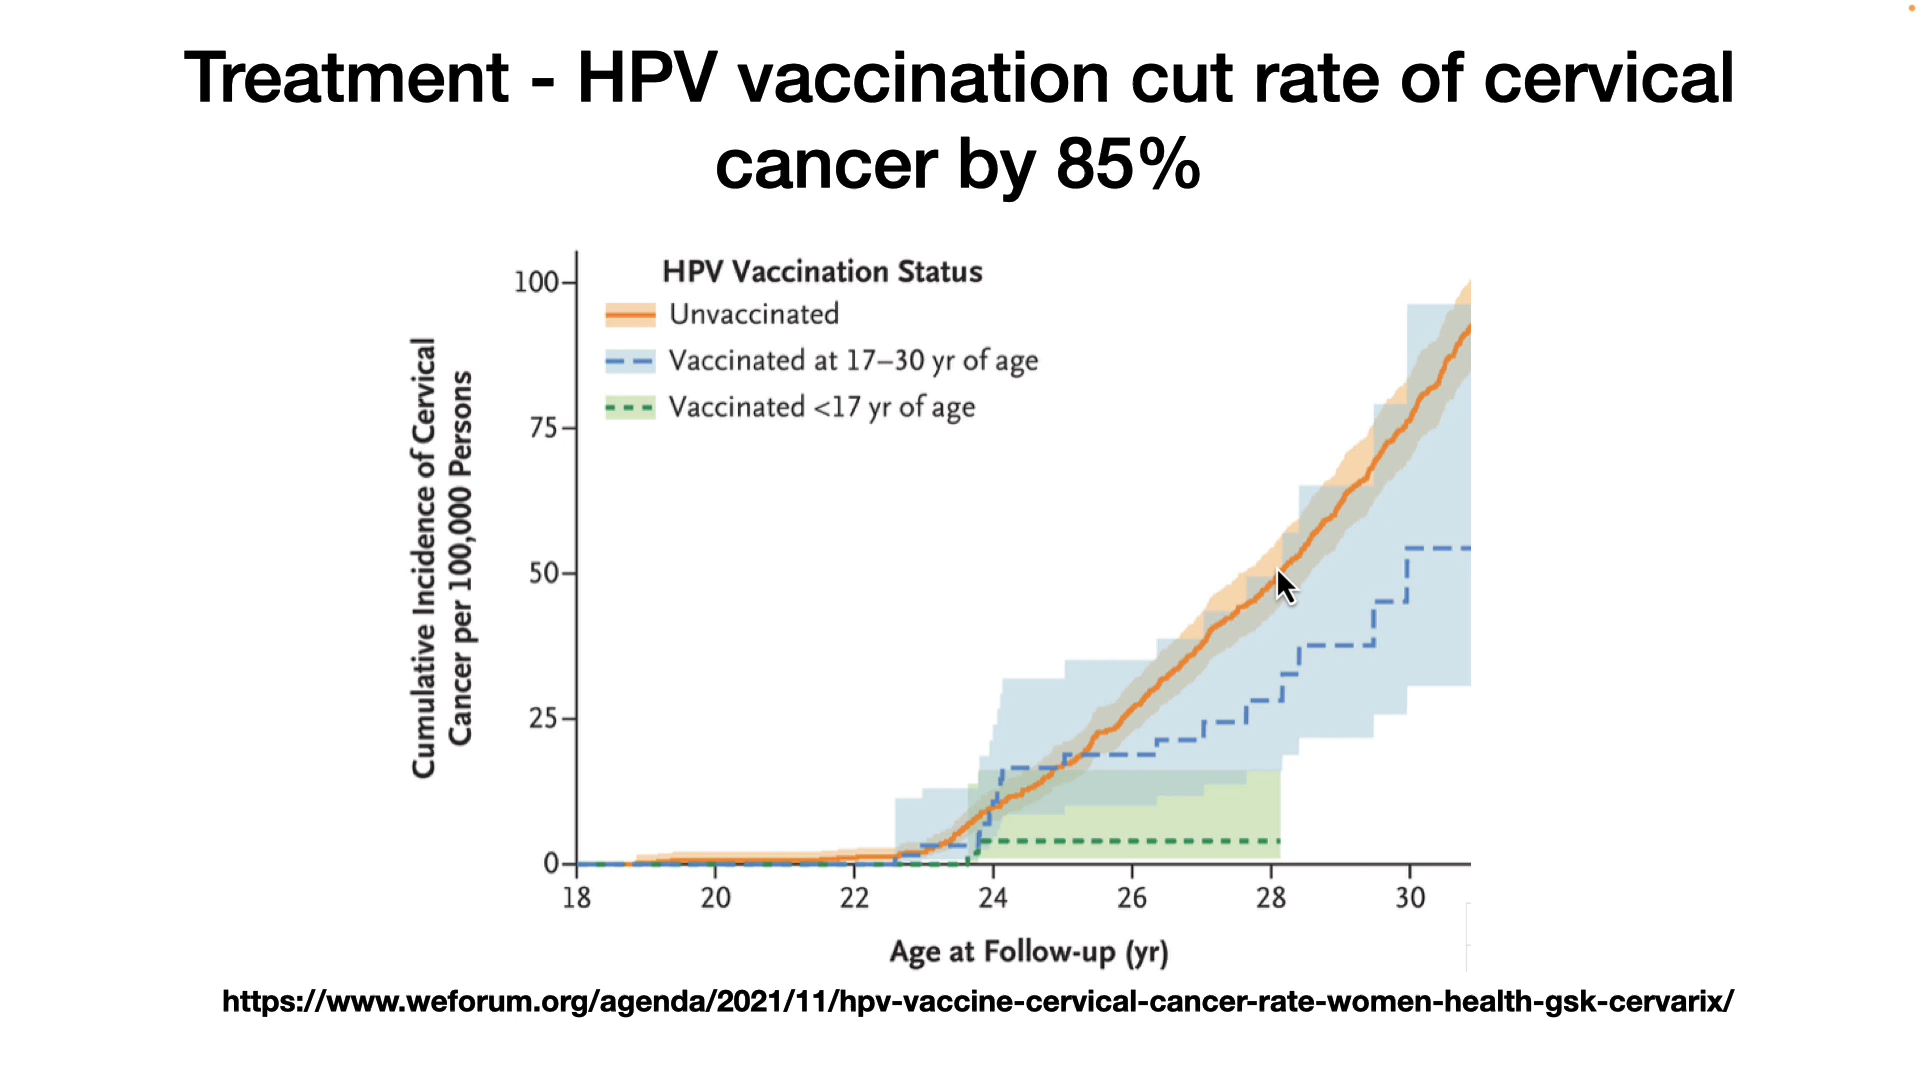 Treatment - HPV vaccination cut rate of cervical
cancer by 85%
HPV Vaccination Status
Unvaccinated
Vaccinated at 17–30 yr of age
Vaccinated <17 yr of age
Cumulative Incidence of Cervical
Cancer per 100,000 Persons
100
75
50
25
0
18 20 22 24 26 28 30
Age at Follow-up (yr)
https://www.weforum.org/agenda/2021/11/hpv-vaccine-cervical-cancer-rate-women-health-gsk-cervarix/